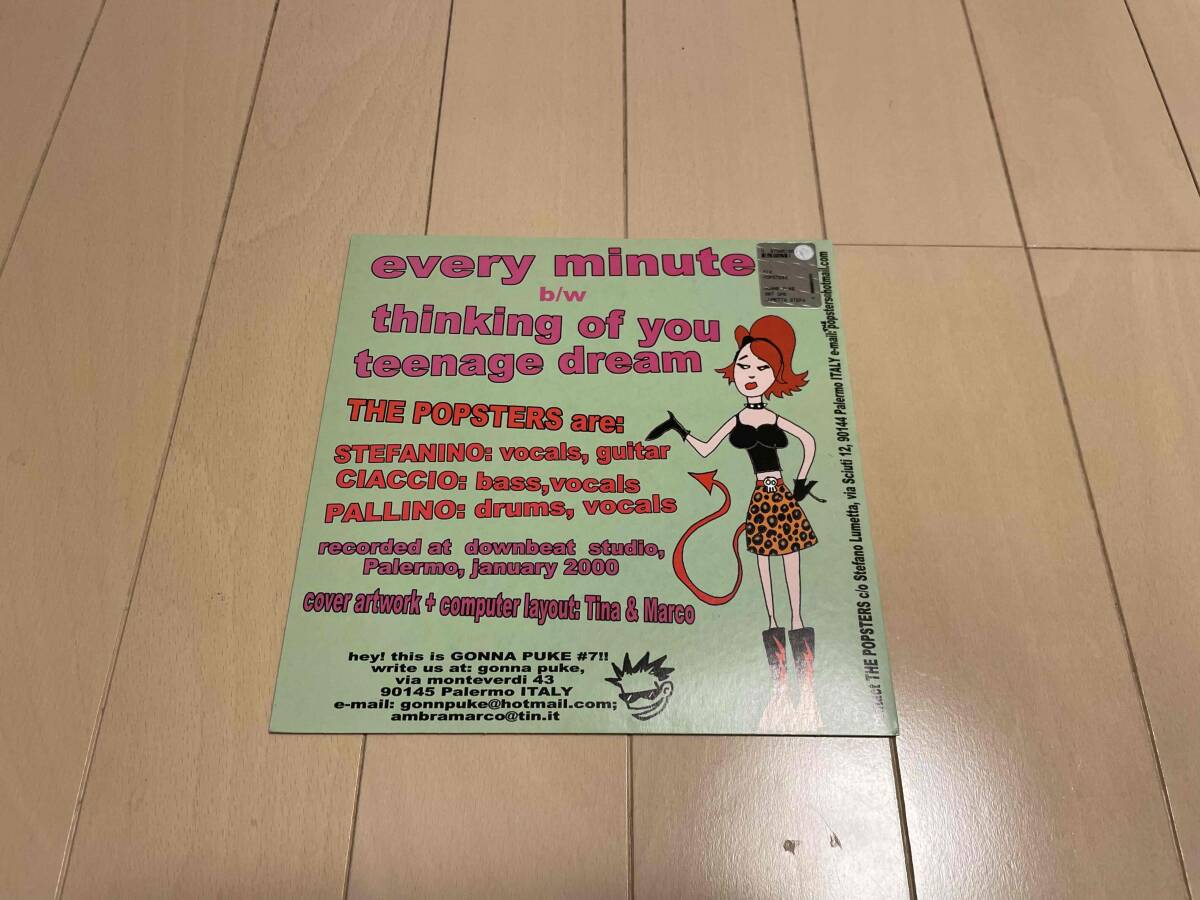 every minute
b/w
thinking of you
teenage dream
THE POPSTERS are:
STEFANINO: vocals, guitar
CIACCIO: bass,vocals
PALLINO: drums, vocals
recorded at downbeat studio,
Palermo, january 2000
cover artwork + computer layout: Tina & Marco
hey! this is GONNA PUKE #7!!
write us at: gonna puke,
via monteverdi 43
90145 Palermo ITALY
e-mail: gonnpuke@hotmail.com;
ambramarco@tin.it
THE POPSTERS c/o Stefano Lumetta, via Sciuti 12, 90144 Palermo ITALY e-mail: popsters@hotmail.com
POPSTERS